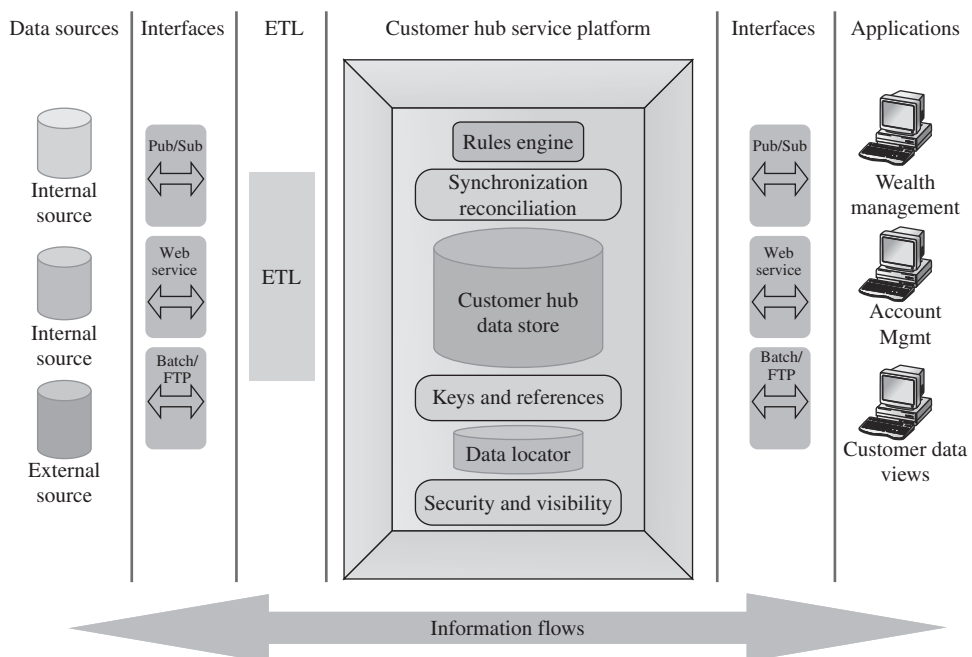 Data sources
Interfaces
ETL
Customer hub service platform
Interfaces
Applications
Internal
source
Internal
source
External
source
Pub/Sub
Web
service
Batch/
FTP
ETL
Rules engine
Synchronization
reconciliation
Customer hub
data store
Keys and references
Data locator
Security and visibility
Pub/Sub
Web
service
Batch/
FTP
Wealth
management
Account
Mgmt
Customer data
views
Information flows